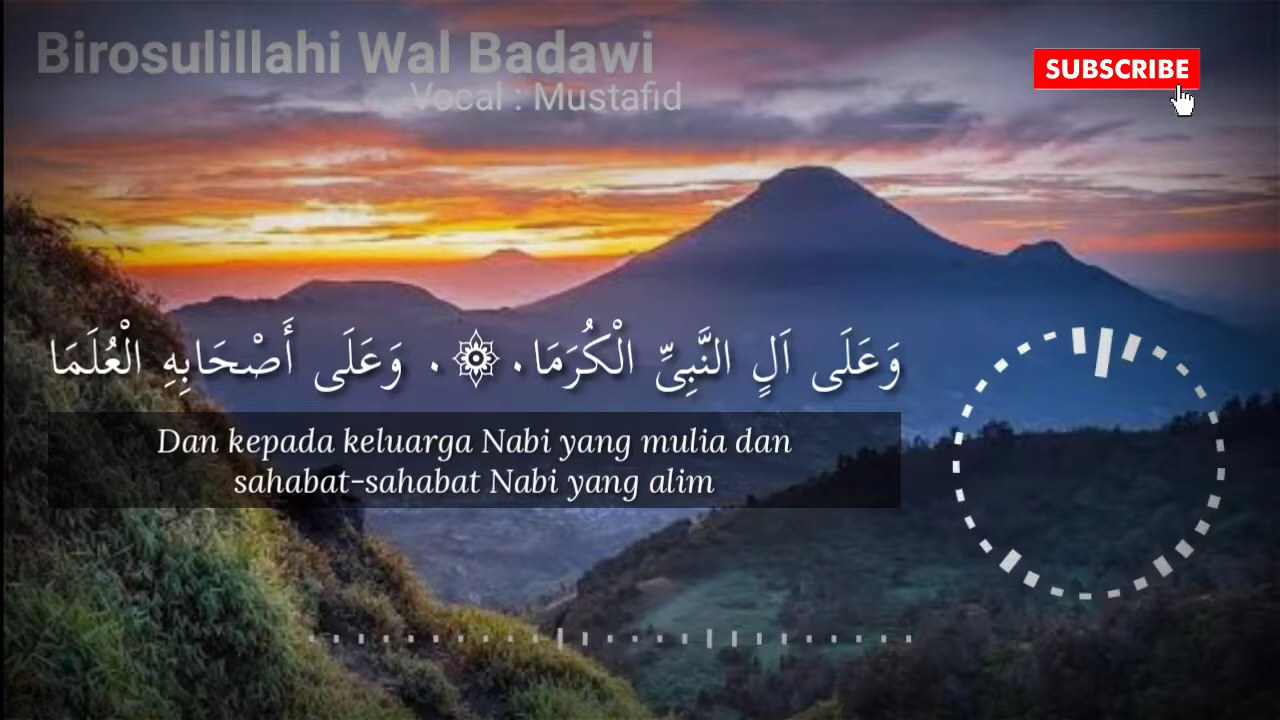 Birosulillahi Wal Badawi
Vocal : Mustafid
SUBSCRIBE
وَعَلَى اَلٍ النَّبِىِّ الْكُرَمَا ۞ وَعَلَى أَصْحَابِهِ الْعُلَمَا
Dan kepada keluarga Nabi yang mulia dan
sahabat-sahabat Nabi yang alim